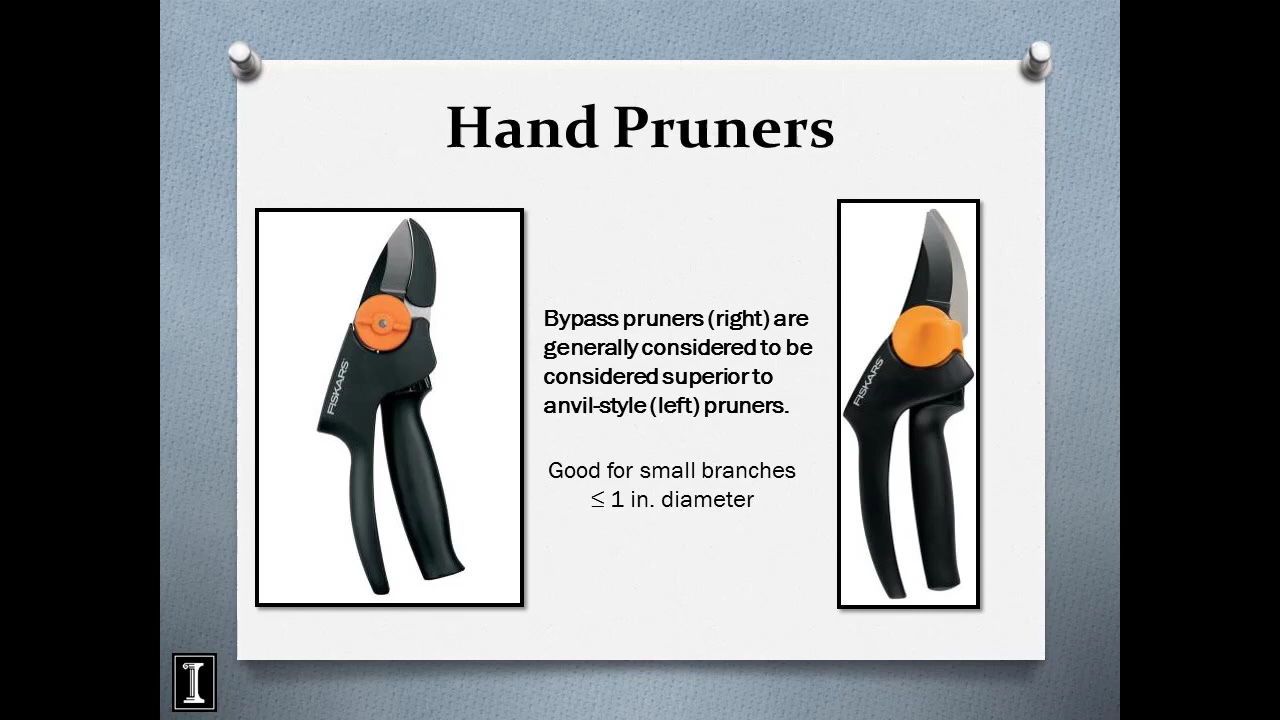 Hand Pruners
FISKARS
Bypass pruners (right) are
generally considered to be
considered superior to
anvil-style (left) pruners.
Good for small branches
≤ 1 in. diameter
FISKARS
I